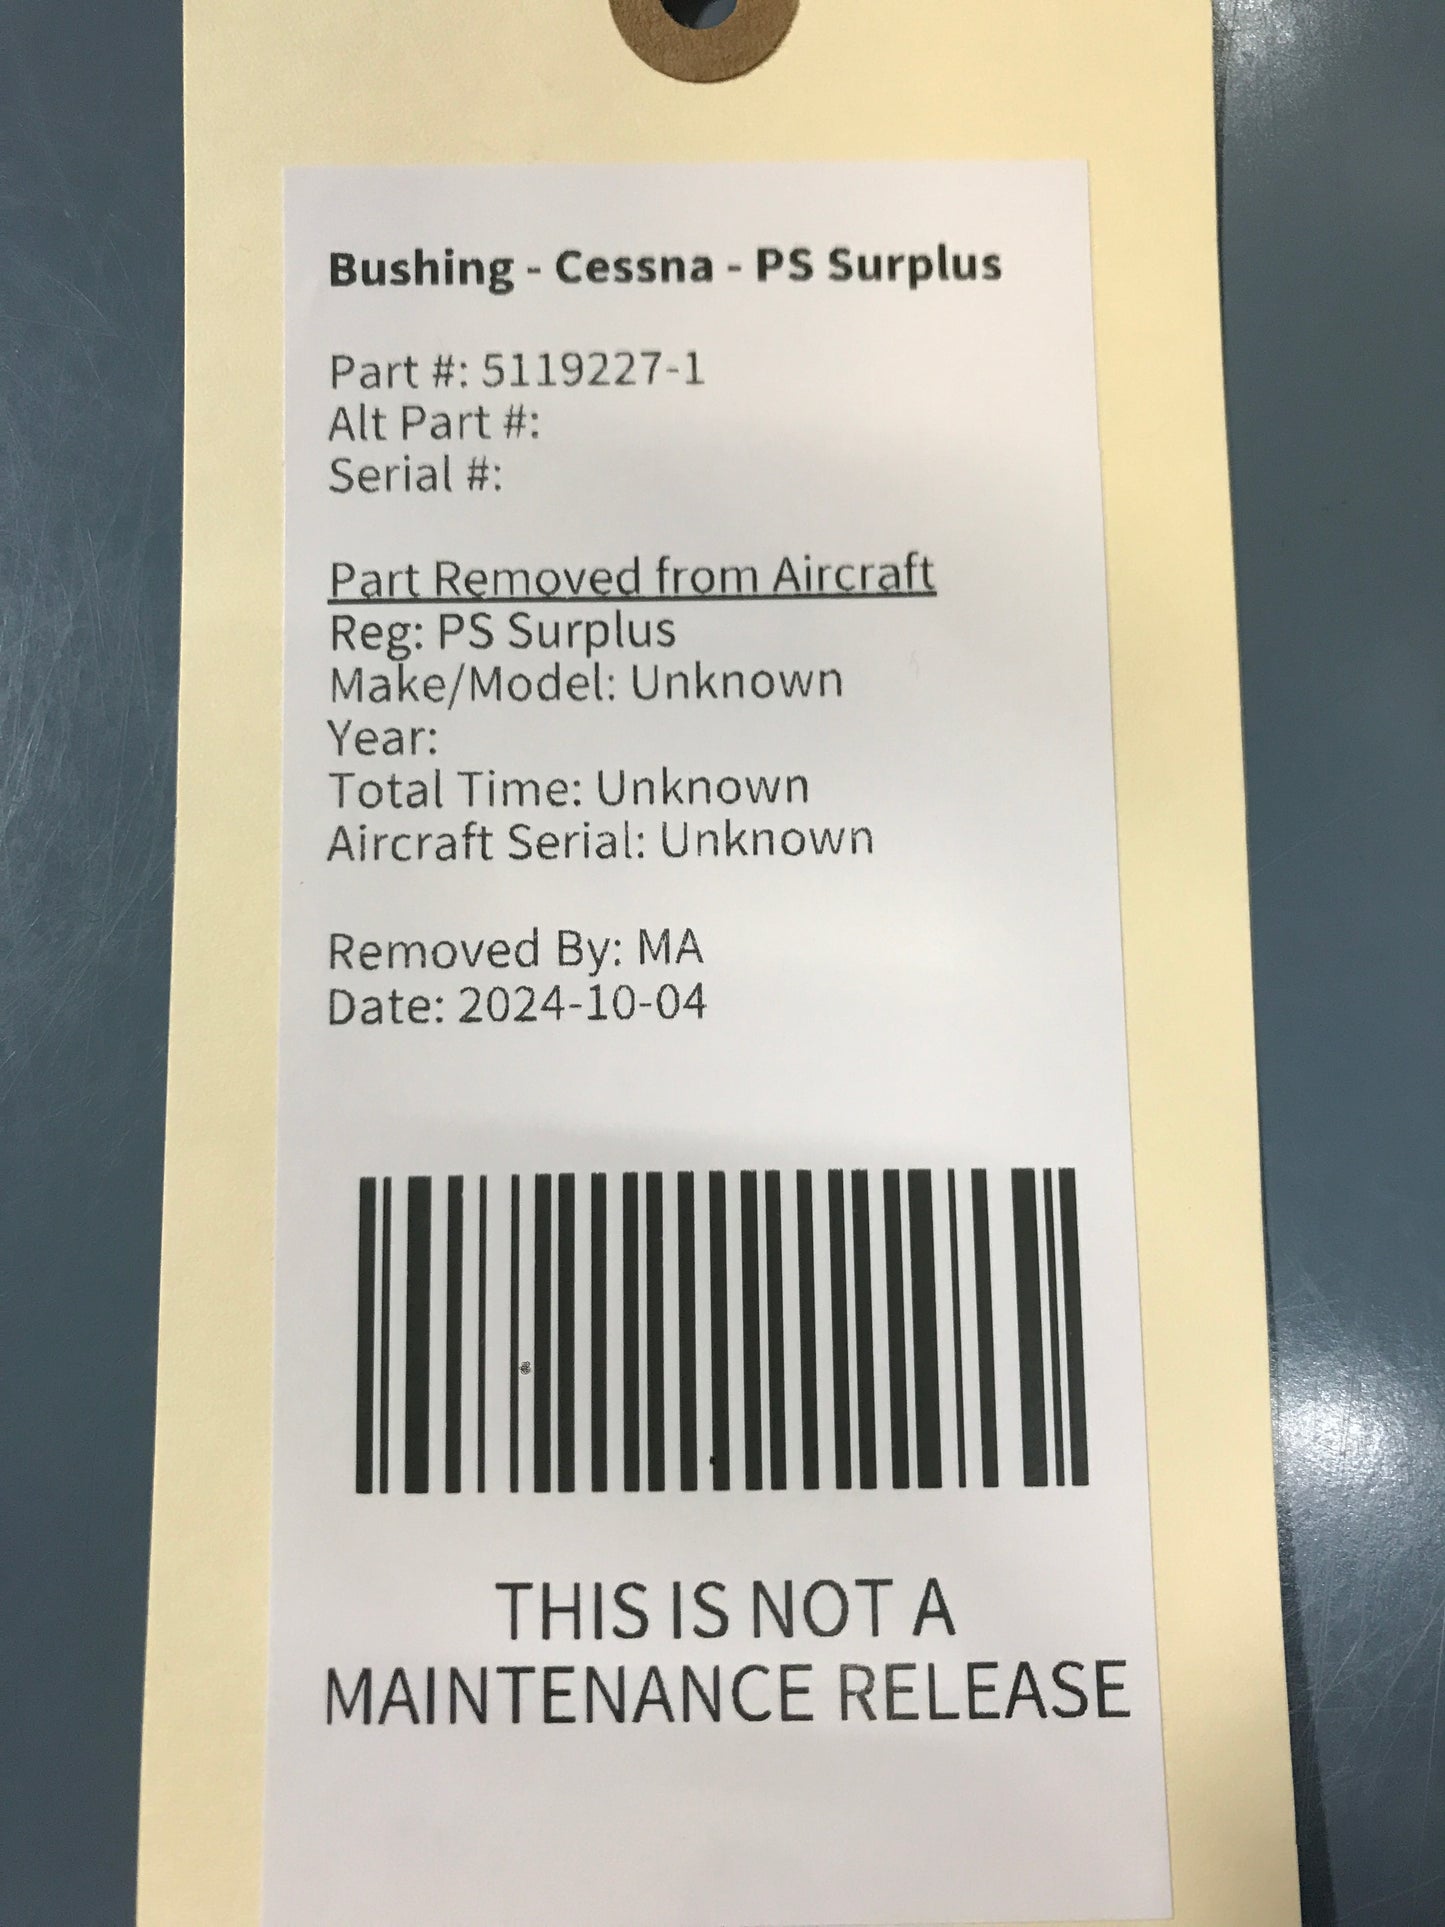 Bushing - Cessna - PS Surplus
Part #: 5119227-1
Alt Part #:
Serial #:
Part Removed from Aircraft
Reg: PS Surplus
Make/Model: Unknown
Year:
Total Time: Unknown
Aircraft Serial: Unknown
Removed By: MA
Date: 2024-10-04
THIS IS NOT A
MAINTENANCE RELEASE